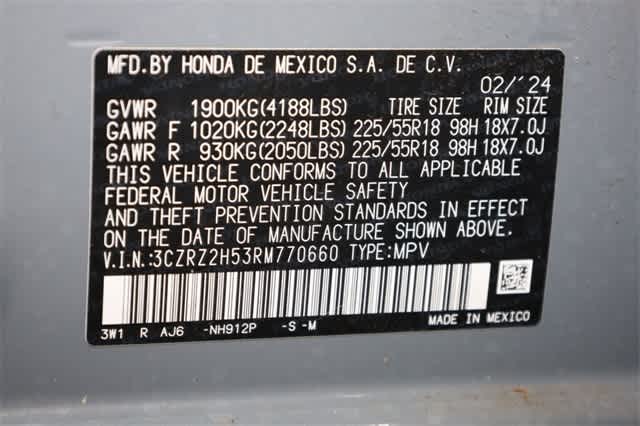 MFD.BY HONDA DE MEXICO S.A. DE C.V.
02/'24
GVWR 1900KG(4188LBS) TIRE SIZE RIM SIZE
GAWR F 1020KG(2248LBS) 225/55R18 98H 18X7.0J
GAWR R 930KG(2050LBS) 225/55R18 98H 18X7.0J
THIS VEHICLE CONFORMS TO ALL APPLICABLE
FEDERAL MOTOR VEHICLE SAFETY
AND THEFT PREVENTION STANDARDS IN EFFECT
ON THE DATE OF MANUFACTURE SHOWN ABOVE.
V.I.N.:3CZRZ2H53RM770660 TYPE:MPV
3W1 R AJ6 -NH912P -S -M MADE IN MEXICO